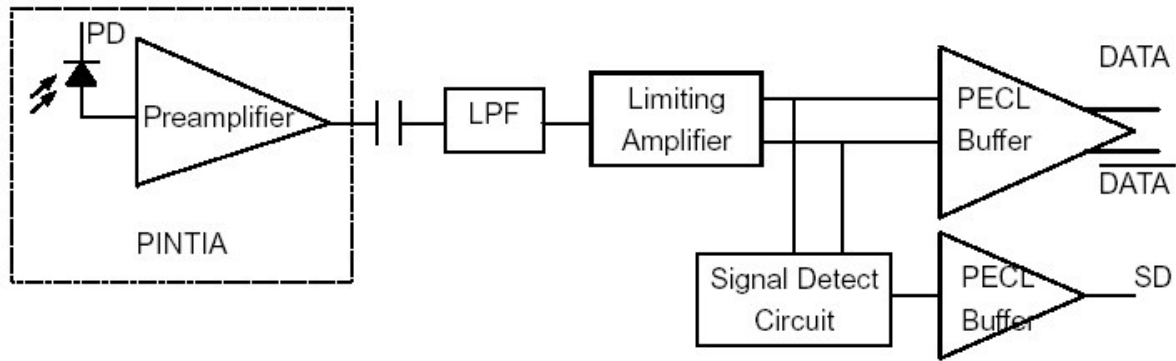 PD
Preamplifier
PINTIA
LPF
Limiting
Amplifier
PECL
Buffer
DATA
DATA
Signal Detect
Circuit
PECL
Buffer
SD